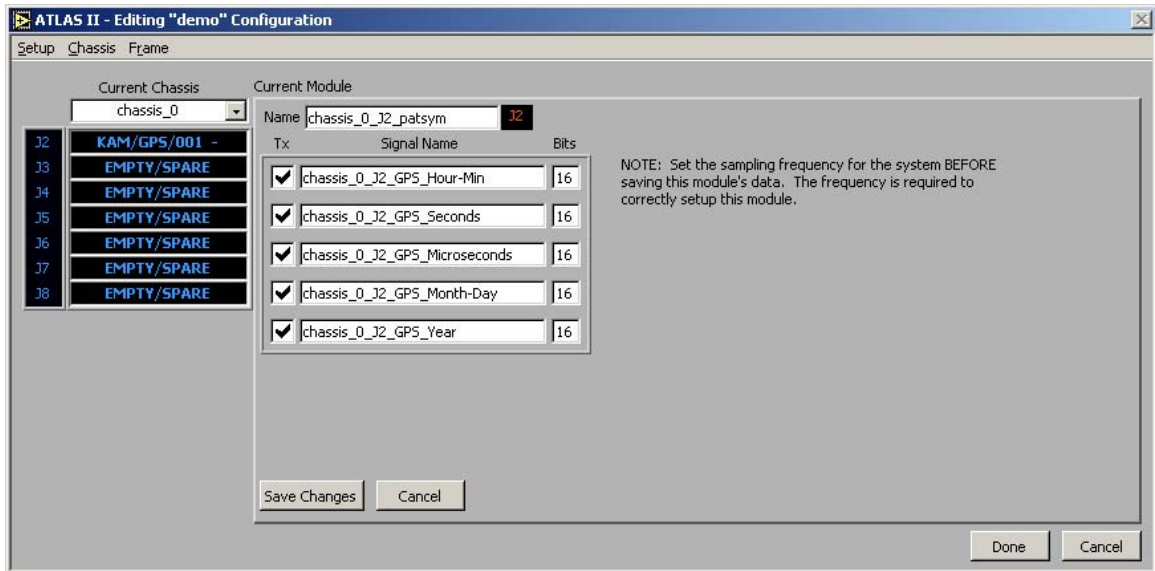 ATLAS II - Editing "demo" Configuration
Setup Chassis Frame
Current Chassis
chassis_0
J2 KAM/GPS/001 -
J3 EMPTY/SPARE
J4 EMPTY/SPARE
J5 EMPTY/SPARE
J6 EMPTY/SPARE
J7 EMPTY/SPARE
J8 EMPTY/SPARE
Current Module
Name chassis_0_J2_patsym J2
Tx Signal Name Bits
chassis_0_J2_GPS_Hour-Min 16
chassis_0_J2_GPS_Seconds 16
chassis_0_J2_GPS_Microseconds 16
chassis_0_J2_GPS_Month-Day 16
chassis_0_J2_GPS_Year 16
NOTE: Set the sampling frequency for the system BEFORE
saving this module's data. The frequency is required to
correctly setup this module.
Save Changes Cancel
Done Cancel